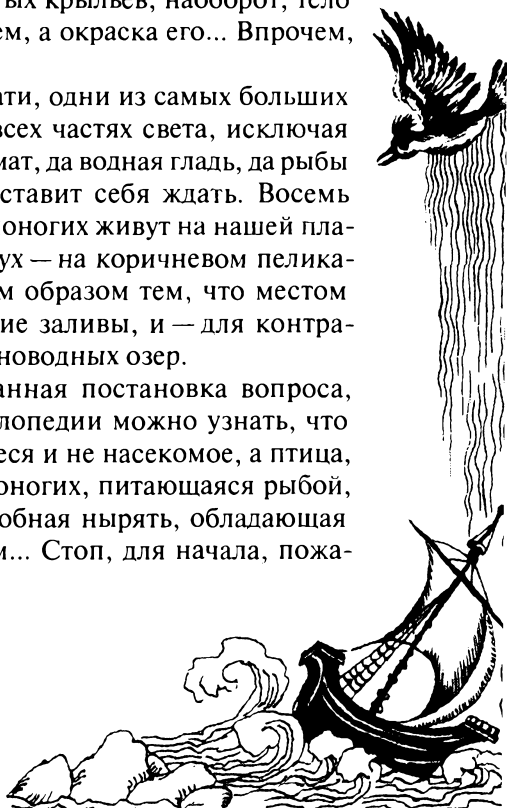 тых крыльев, наоборот, тело
ем, а окраска его... Впрочем,
ати, одни из самых больших
всех частях света, исключая
мат, да водная гладь, да рыбы
ставит себя ждать. Восемь
оногих живут на нашей пла-
ух — на коричневом пелика-
м образом тем, что местом
ие заливы, и — для контра-
новодных озер.
анная постановка вопроса,
лопедии можно узнать, что
еся и не насекомое, а птица,
оногих, питающаяся рыбой,
обная нырять, обладающая
и... Стоп, для начала, пожа-